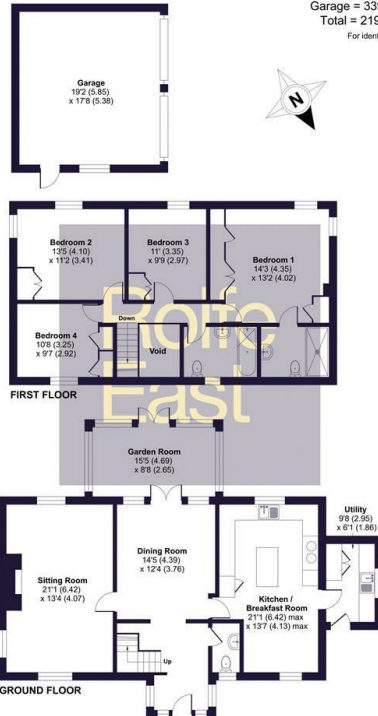 Garage = 33
Total = 219
For ident
N
Garage
19'2 (5.85)
x 17'8 (5.38)
Bedroom 2
13'5 (4.10)
x 11'2 (3.41)
Bedroom 3
11' (3.35)
x 9'9 (2.97)
Bedroom 1
14'3 (4.35)
x 13'2 (4.02)
Bedroom 4
10'8 (3.25)
x 9'7 (2.92)
Down
Void
Rolfe
East
FIRST FLOOR
Garden Room
15'5 (4.69)
x 8'8 (2.65)
Utility
9'8 (2.95)
x 6'1 (1.86)
Dining Room
14'5 (4.39)
x 12'4 (3.76)
Sitting Room
21'1 (6.42)
x 13'4 (4.07)
Kitchen /
Breakfast Room
21'1 (6.42) max
x 13'7 (4.13) max
Up
GROUND FLOOR